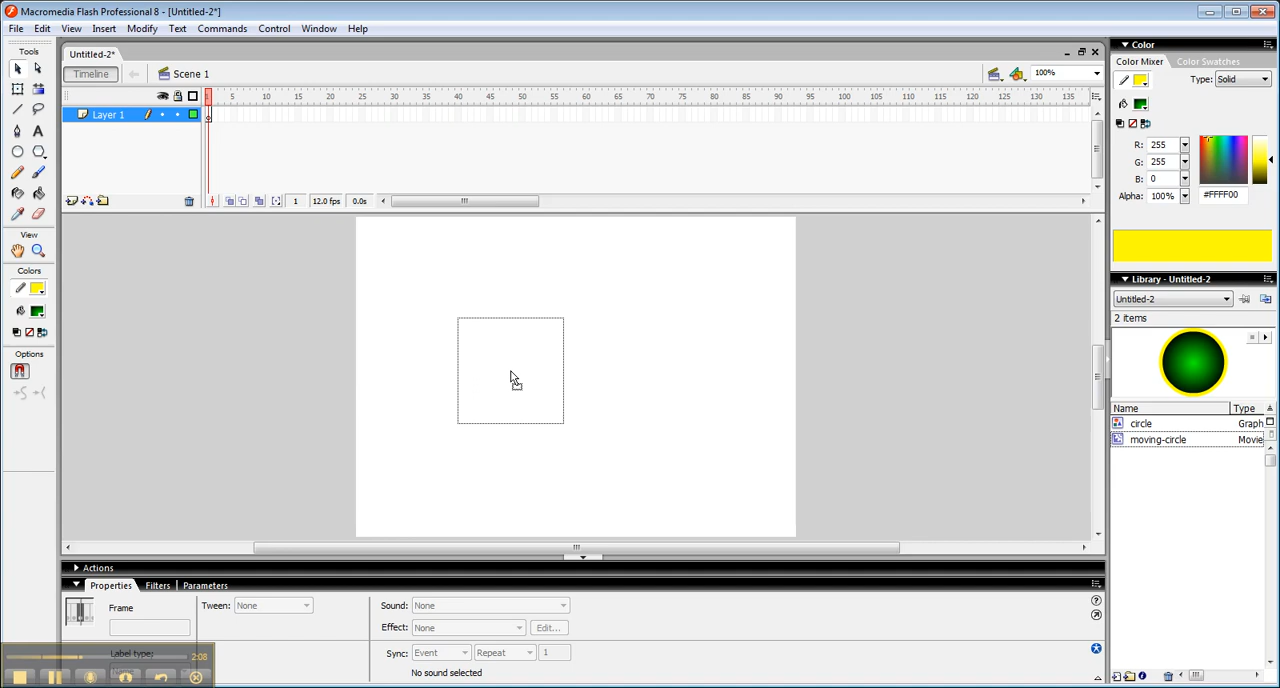 Macromedia Flash Professional 8 - [Untitled-2*]
File Edit View Insert Modify Text Commands Control Window Help
Tools
Untitled-2*
Timeline
Scene 1
100%
1 5 10 15 20 25 30 35 40 45 50 55 60 65 70 75 80 85 90 95 100 105 110 115 120 125 130 135
Layer 1
1 12.0 fps 0.0s
View
Colors
Options
Color
Color Mixer Color Swatches
Type: Solid
R: 255
G: 255
B: 0
Alpha: 100% #FFFF00
Library - Untitled-2
Untitled-2
2 items
Name Type
circle Graph
moving-circle Movie
Actions
Properties Filters Parameters
Frame
Tween: None
Sound: None
Effect: None Edit...
Label type:
Sync: Event Repeat 1
No sound selected
2:08